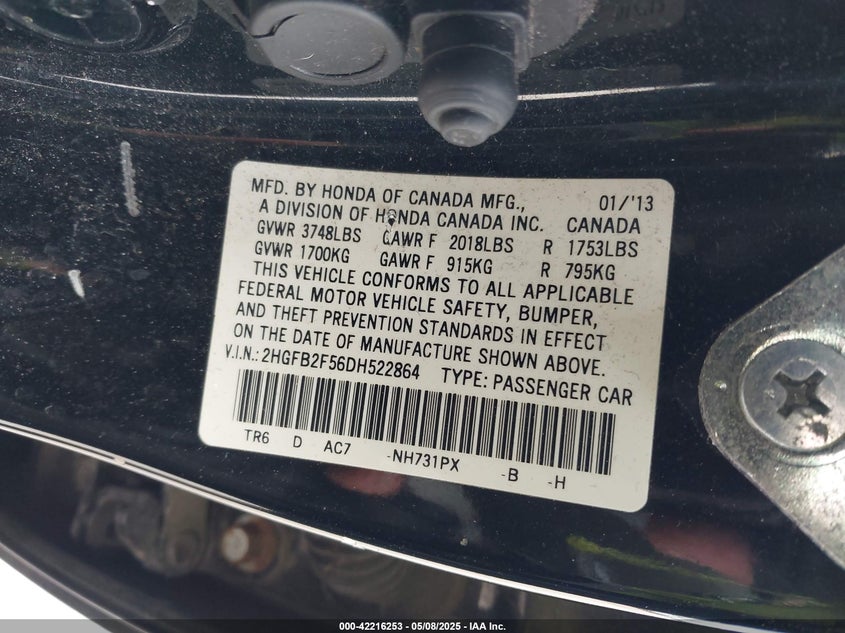 MFD. BY HONDA OF CANADA MFG., 01/'13
A DIVISION OF HONDA CANADA INC. CANADA
GVWR 3748LBS GAWR F 2018LBS R 1753LBS
GVWR 1700KG GAWR F 915KG R 795KG
THIS VEHICLE CONFORMS TO ALL APPLICABLE
FEDERAL MOTOR VEHICLE SAFETY, BUMPER,
AND THEFT PREVENTION STANDARDS IN EFFECT
ON THE DATE OF MANUFACTURE SHOWN ABOVE.
V.I.N.: 2HGFB2F56DH522864 TYPE: PASSENGER CAR
TR6 D AC7 -NH731PX -B -H
000-42216253 - 05/08/2025 - IAA Inc.